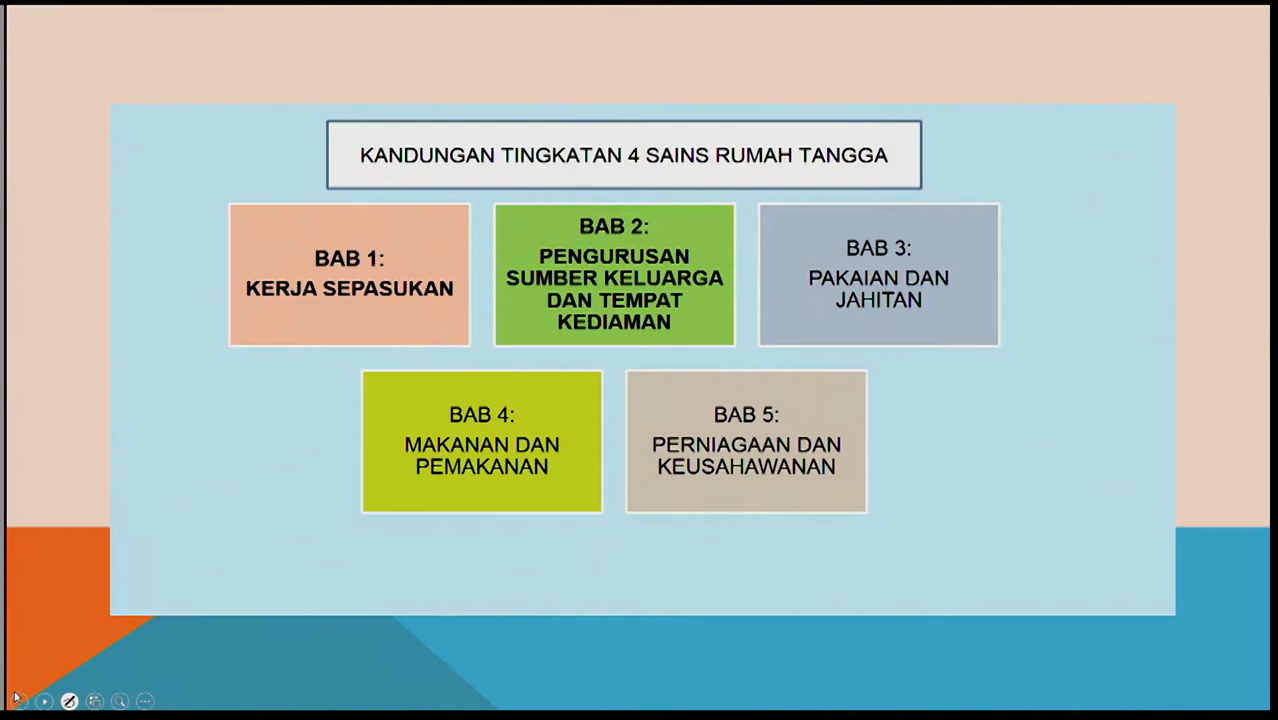 KANDUNGAN TINGKATAN 4 SAINS RUMAH TANGGA
BAB 1:
KERJA SEPASUKAN
BAB 2:
PENGURUSAN
SUMBER KELUARGA
DAN TEMPAT
KEDIAMAN
BAB 3:
PAKAIAN DAN
JAHITAN
BAB 4:
MAKANAN DAN
PEMAKANAN
BAB 5:
PERNIAGAAN DAN
KEUSAHAWANAN